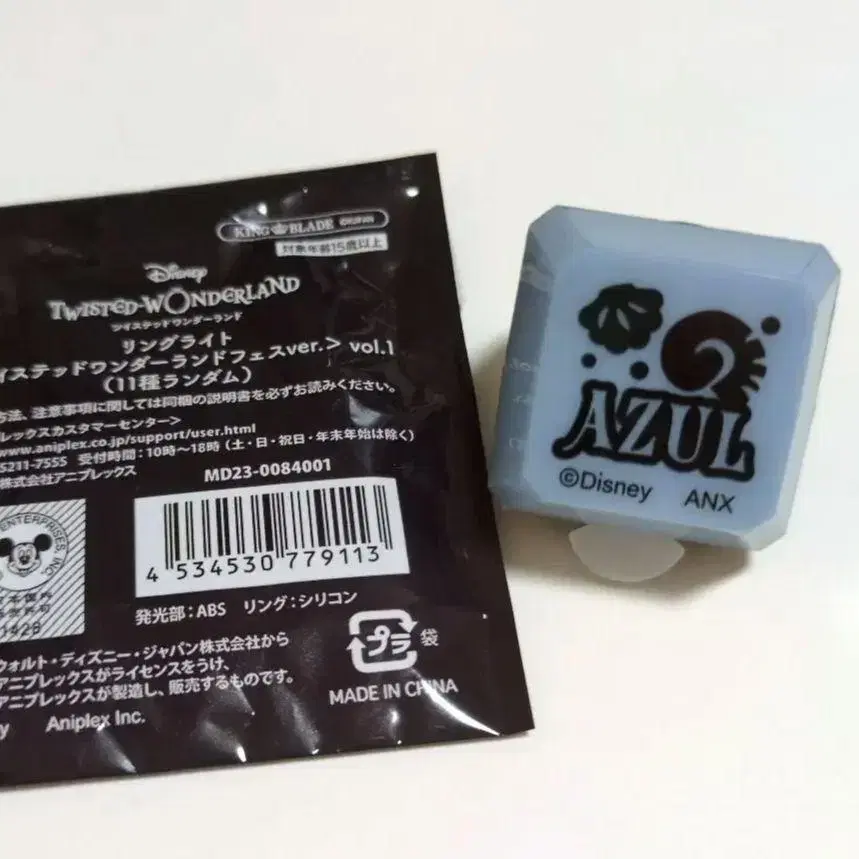 KING BLADE
対象年齢15歳以上
Disney
TWISTED-WONDERLAND
ツイステッドワンダーランド
リングライト
イステッドワンダーランドフェスver.> vol.1
(11種ランダム)
方法、注意事項に関しては同梱の説明書を必ずお読みください。
プレックスカスタマーセンター>
www.aniplex.co.jp/support/user.html
5211-7555 受付時間:10時~18時(土・日・祝日・年末年始は除く)
式会社アニプレックス
MD23-0084001
4 534530 779113
発光部:ABS リング:シリコン
ENTERPRISES, INC
1428
プラ
袋
ウォルト・ディズニー・ジャパン株式会社から
アニプレックスがライセンスをうけ、
アニプレックスが製造し、販売するものです。
MADE IN CHINA
y Aniplex Inc.
AZUL
©Disney ANX